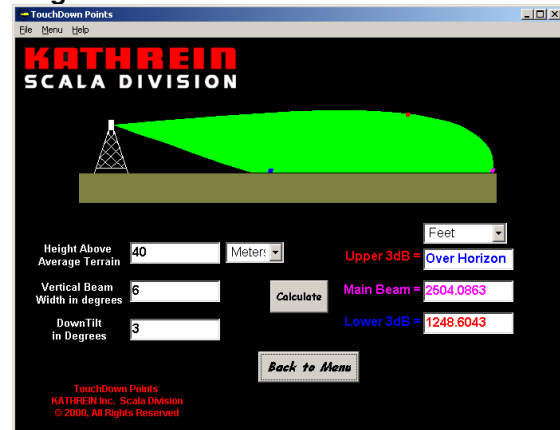 TouchDown Points
File Menu Help
KATHREIN
SCALA DIVISION
Feet
Height Above
Average Terrain
40
Meters
Upper 3dB =
Over Horizon
Vertical Beam
Width in degrees
6
Calculate
Main Beam =
2504.0863
DownTilt
in Degrees
3
Lower 3dB =
1248.6043
Back to Menu
TouchDown Points
KATHREIN Inc. Scala Division
© 2000, All Rights Reserved